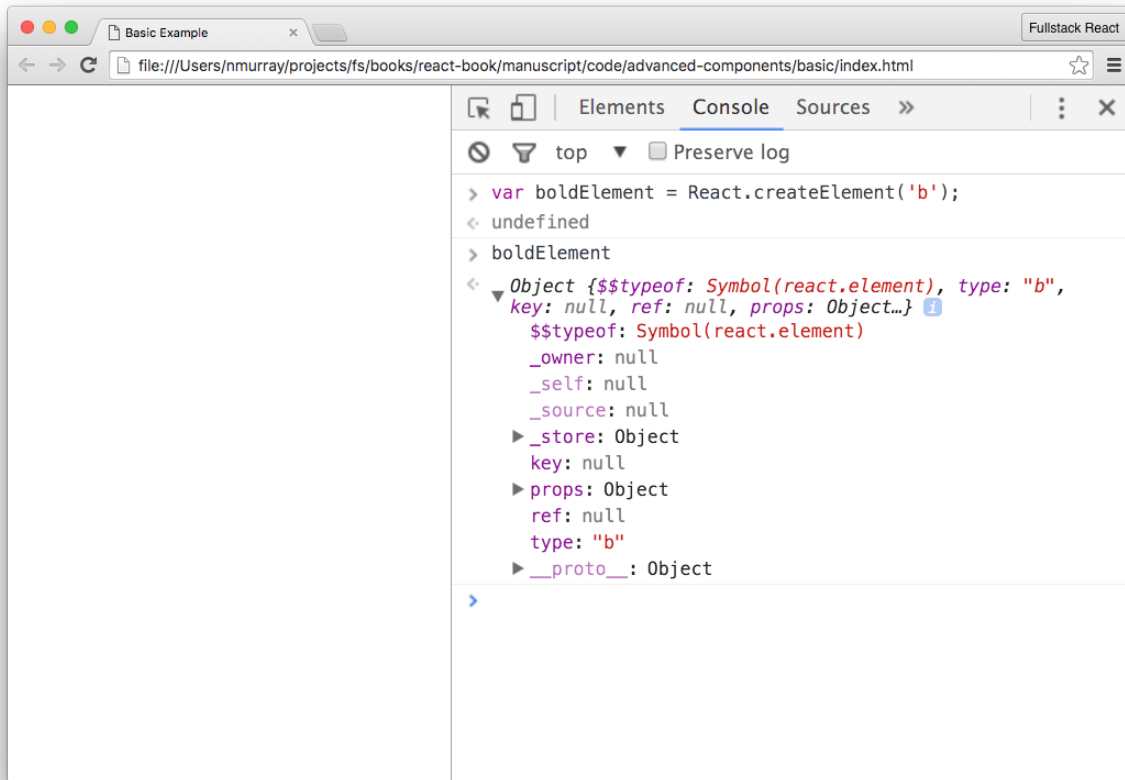 Basic Example
Fullstack React
file:///Users/nmurray/projects/fs/books/react-book/manuscript/code/advanced-components/basic/index.html
Elements Console Sources »
top Preserve log
var boldElement = React.createElement('b');
undefined
boldElement
Object {$$typeof: Symbol(react.element), type: "b",
key: null, ref: null, props: Object…}
$$typeof: Symbol(react.element)
_owner: null
_self: null
_source: null
_store: Object
key: null
props: Object
ref: null
type: "b"
__proto__: Object